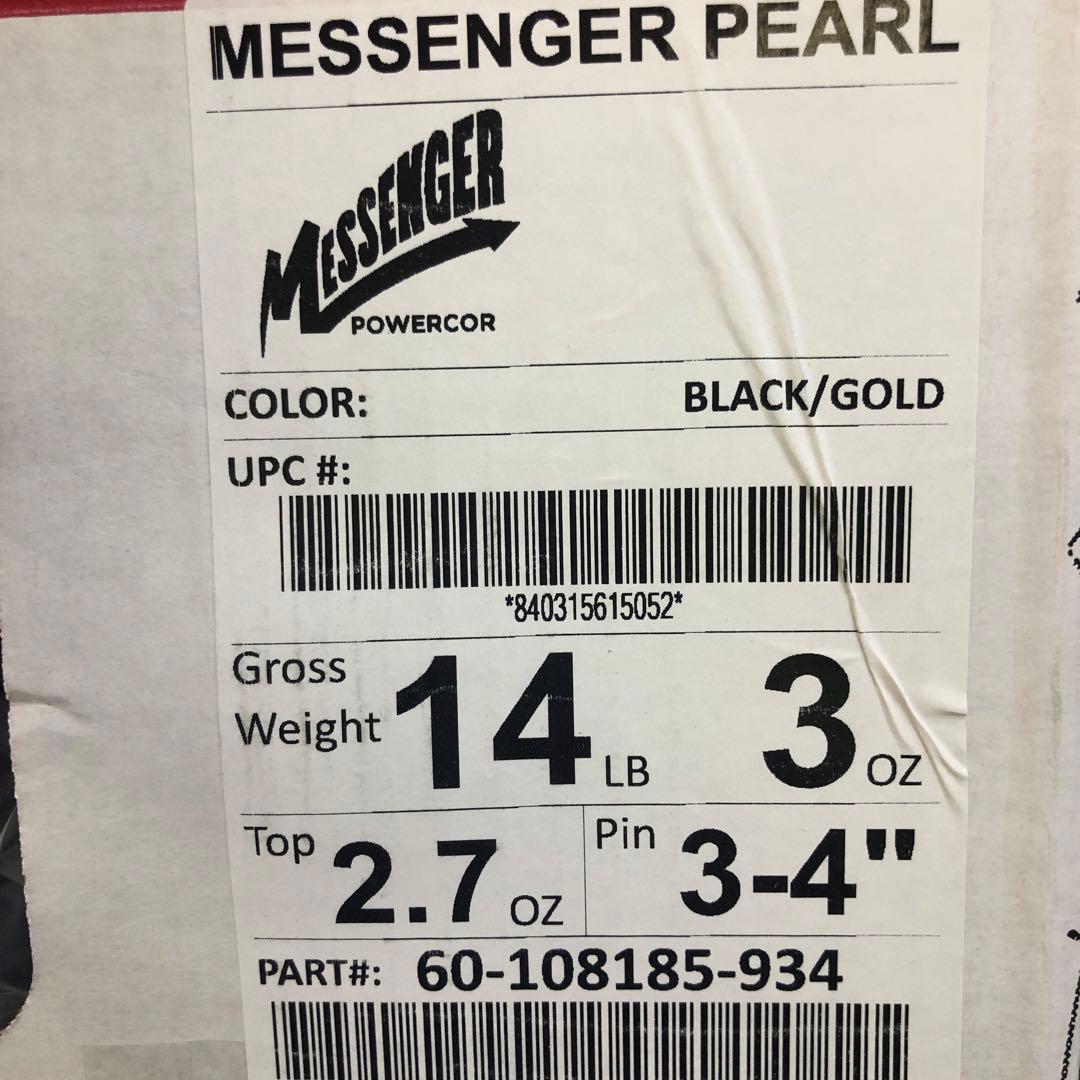 MESSENGER PEARL
MESSENGER
POWERCOR
COLOR: BLACK/GOLD
UPC #:
*840315615052*
Gross Weight 14 LB 3 OZ
Top 2.7 OZ Pin 3-4"
PART#: 60-108185-934